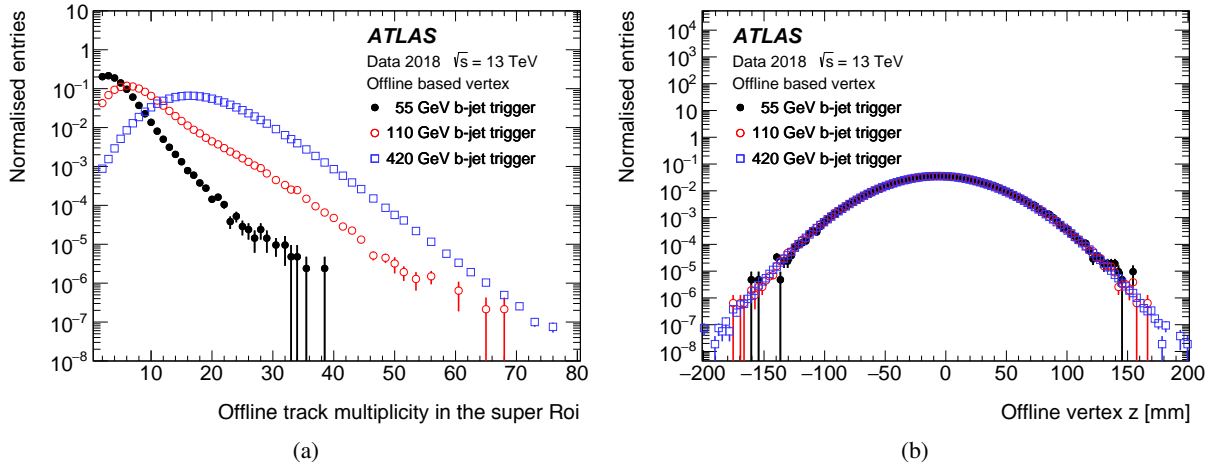 Normalised entries
ATLAS
Data 2018 √s = 13 TeV
Offline based vertex
55 GeV b-jet trigger
110 GeV b-jet trigger
420 GeV b-jet trigger
10
1
10⁻¹
10⁻²
10⁻³
10⁻⁴
10⁻⁵
10⁻⁶
10⁻⁷
10⁻⁸
10 20 30 40 50 60 70 80
Offline track multiplicity in the super Roi
(a)
Normalised entries
ATLAS
Data 2018 √s = 13 TeV
Offline based vertex
55 GeV b-jet trigger
110 GeV b-jet trigger
420 GeV b-jet trigger
10⁴
10³
10²
10
1
10⁻¹
10⁻²
10⁻³
10⁻⁴
10⁻⁵
10⁻⁶
10⁻⁷
10⁻⁸
−200 −150 −100 −50 0 50 100 150 200
Offline vertex z [mm]
(b)